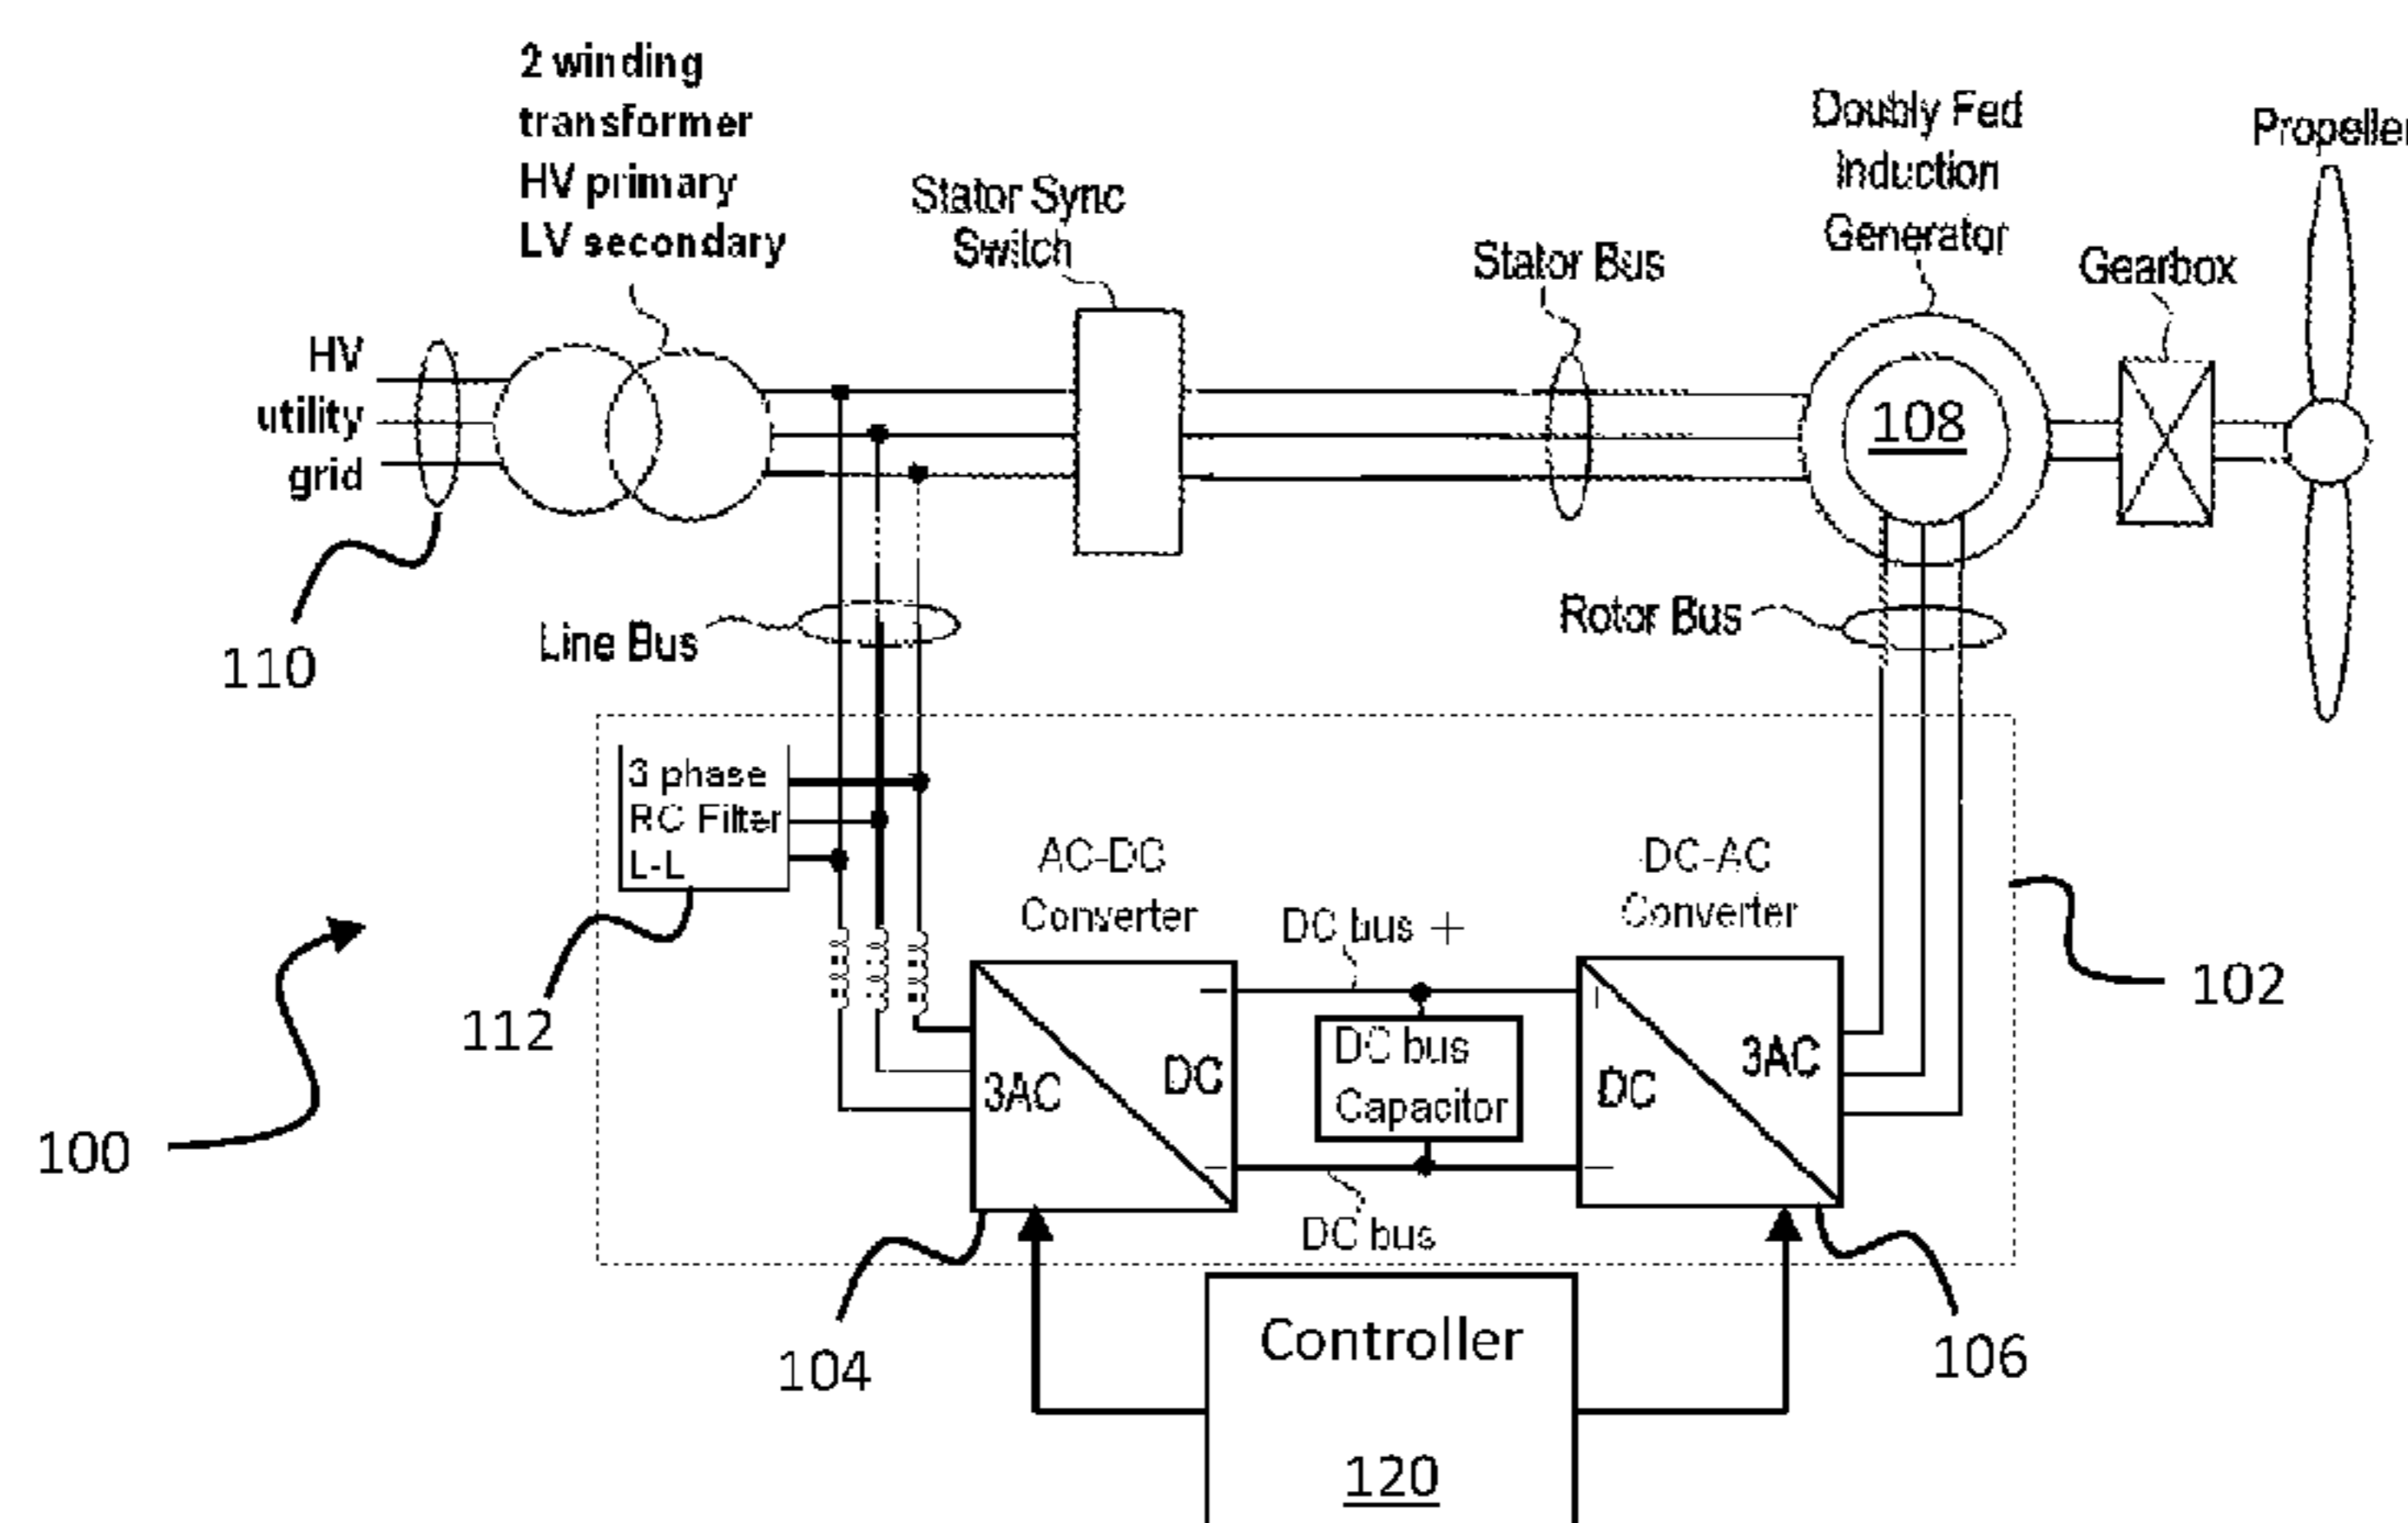 2 winding
transformer
HV primary
LV secondary
Stator Sync
Switch
Stator Bus
Doubly Fed
Induction
Generator
Gearbox
Propeller
HV
utility
grid
108
110
Line Bus
Rotor Bus
3 phase
RC Filter
L-L
AC-DC
Converter
DC bus +
DC-AC
Converter
112
102
100
3AC
DC
DC bus
Capacitor
DC
3AC
DC bus
104
106
Controller
120